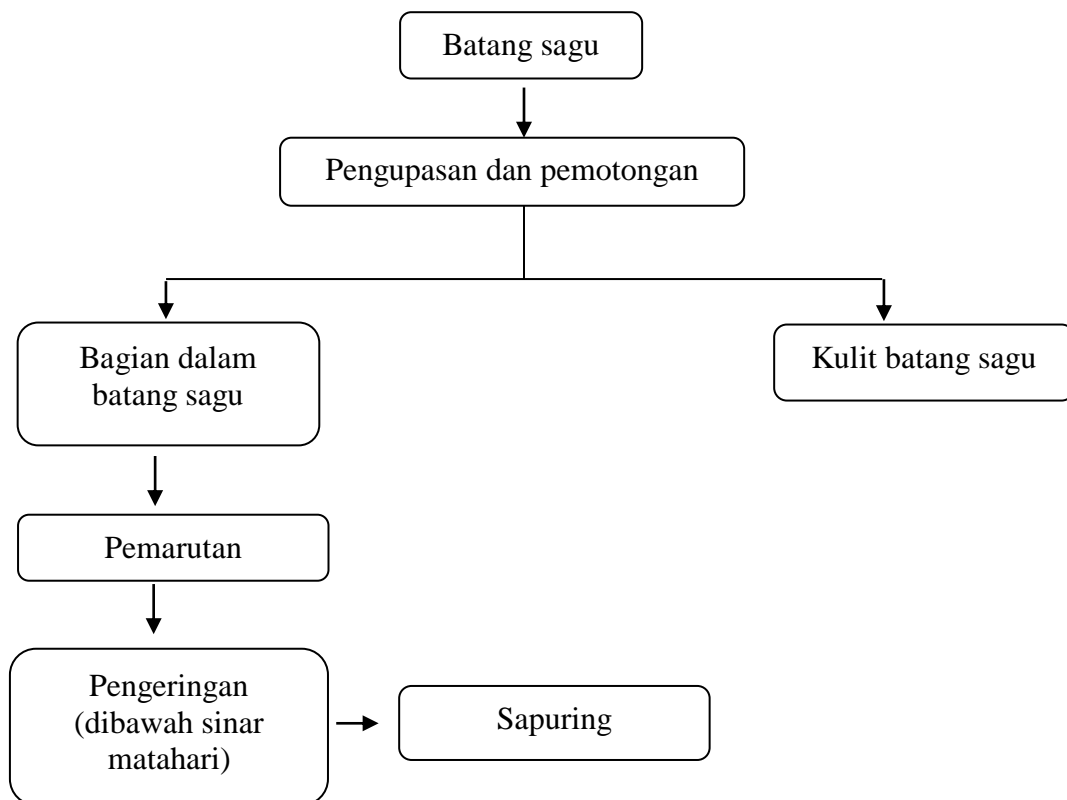 Batang sagu
Pengupasan dan pemotongan
Bagian dalam
batang sagu
Kulit batang sagu
Pemarutan
Pengeringan
(dibawah sinar
matahari)
Sapuring